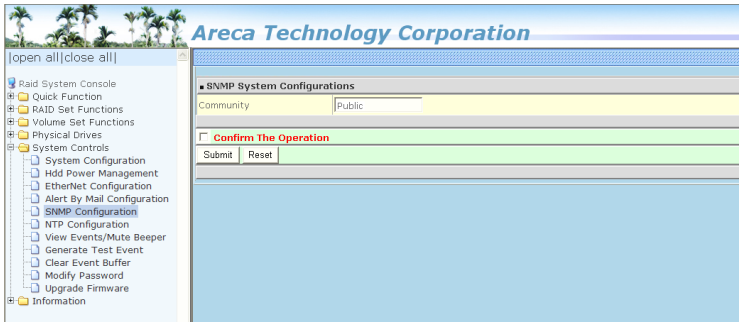 Areca Technology Corporation
|open all|close all|
Raid System Console
Quick Function
RAID Set Functions
Volume Set Functions
Physical Drives
System Controls
System Configuration
Hdd Power Management
EtherNet Configuration
Alert By Mail Configuration
SNMP Configuration
NTP Configuration
View Events/Mute Beeper
Generate Test Event
Clear Event Buffer
Modify Password
Upgrade Firmware
Information
SNMP System Configurations
Community Public
Confirm The Operation
Submit Reset